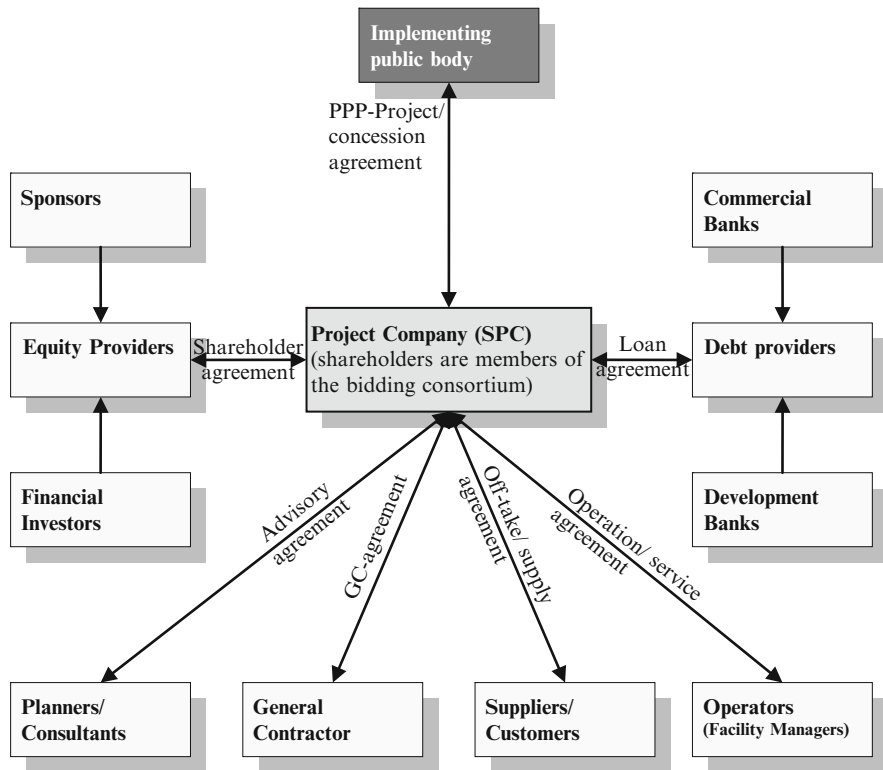 Implementing
public body
PPP-Project/
concession
agreement
Sponsors
Commercial
Banks
Equity Providers
Shareholder
agreement
Project Company (SPC)
(shareholders are members of
the bidding consortium)
Loan
agreement
Debt providers
Financial
Investors
Advisory
agreement
GC-agreement
Off-take/ supply
agreement
Operation/ service
agreement
Development
Banks
Planners/
Consultants
General
Contractor
Suppliers/
Customers
Operators
(Facility Managers)